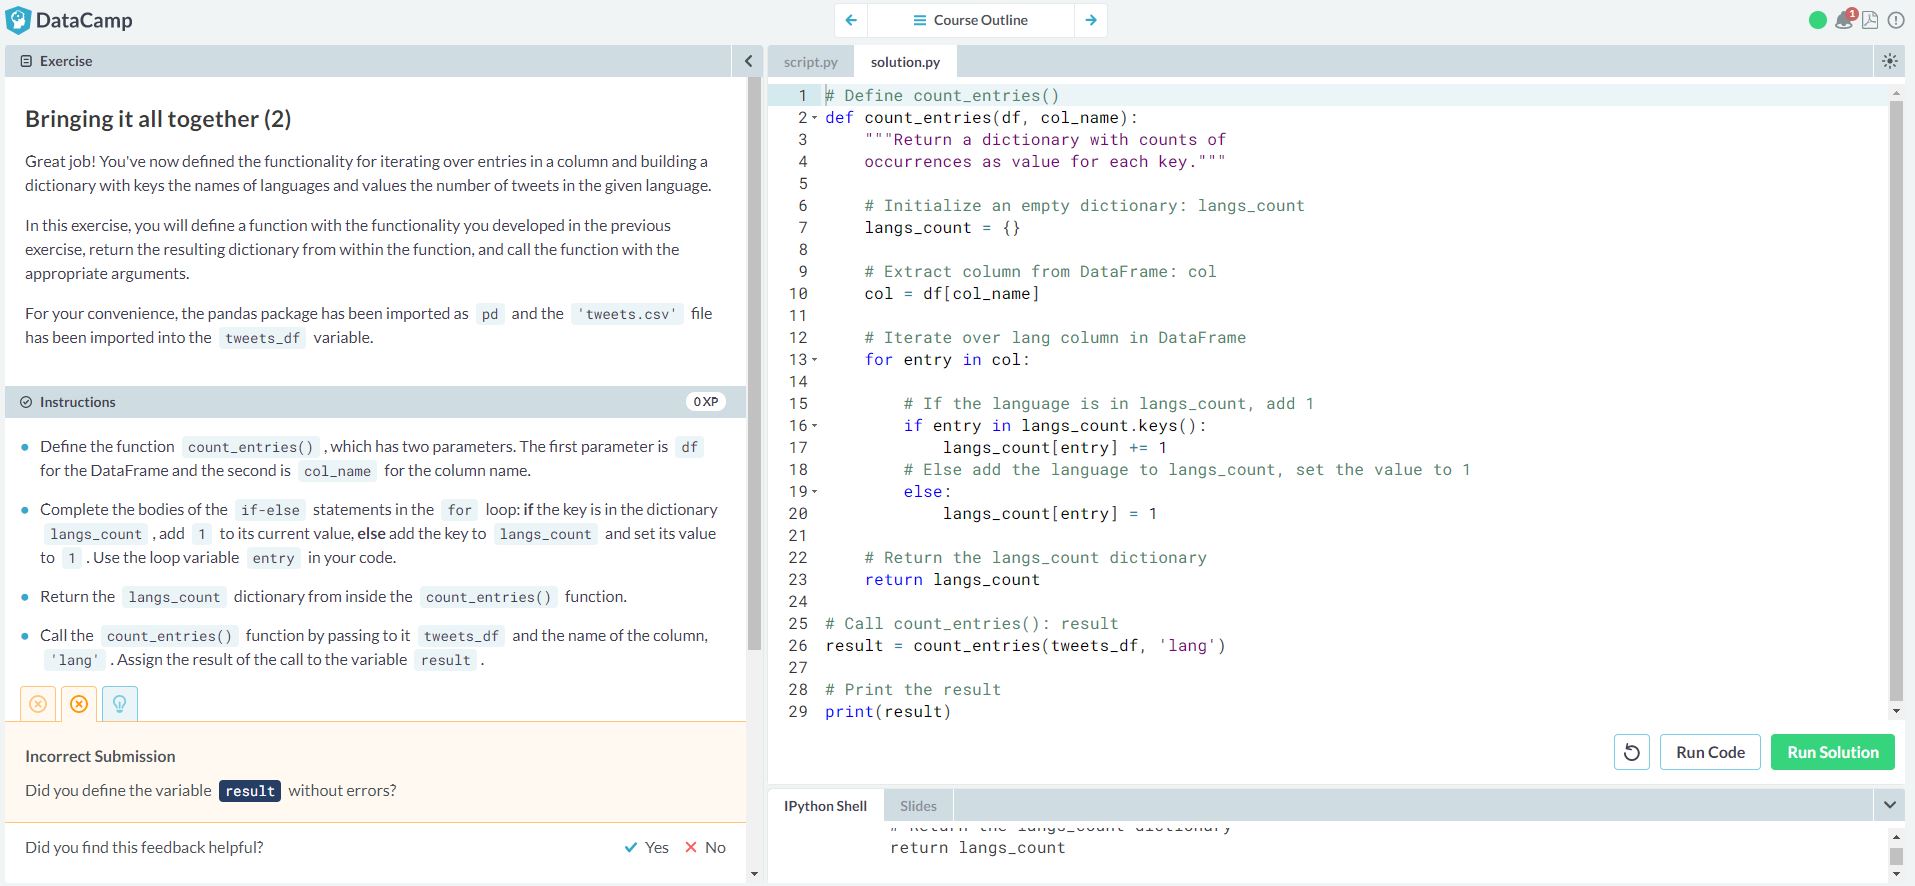 DataCamp
Course Outline
1
Exercise
Bringing it all together (2)
Great job! You've now defined the functionality for iterating over entries in a column and building a
dictionary with keys the names of languages and values the number of tweets in the given language.
In this exercise, you will define a function with the functionality you developed in the previous
exercise, return the resulting dictionary from within the function, and call the function with the
appropriate arguments.
For your convenience, the pandas package has been imported as pd and the 'tweets.csv' file
has been imported into the tweets_df variable.
Instructions
0 XP
Define the function count_entries() , which has two parameters. The first parameter is df
for the DataFrame and the second is col_name for the column name.
Complete the bodies of the if-else statements in the for loop: if the key is in the dictionary
langs_count , add 1 to its current value, else add the key to langs_count and set its value
to 1 . Use the loop variable entry in your code.
Return the langs_count dictionary from inside the count_entries() function.
Call the count_entries() function by passing to it tweets_df and the name of the column,
'lang' . Assign the result of the call to the variable result .
Incorrect Submission
Did you define the variable result without errors?
Did you find this feedback helpful?
Yes
No
script.py
solution.py
1 # Define count_entries()
2 def count_entries(df, col_name):
3     """Return a dictionary with counts of
4     occurrences as value for each key."""
5
6     # Initialize an empty dictionary: langs_count
7     langs_count = {}
8
9     # Extract column from DataFrame: col
10     col = df[col_name]
11
12     # Iterate over lang column in DataFrame
13     for entry in col:
14
15         # If the language is in langs_count, add 1
16         if entry in langs_count.keys():
17             langs_count[entry] += 1
18         # Else add the language to langs_count, set the value to 1
19         else:
20             langs_count[entry] = 1
21
22     # Return the langs_count dictionary
23     return langs_count
24
25 # Call count_entries(): result
26 result = count_entries(tweets_df, 'lang')
27
28 # Print the result
29 print(result)
Run Code
Run Solution
IPython Shell
Slides
# Return the langs_count dictionary
return langs_count